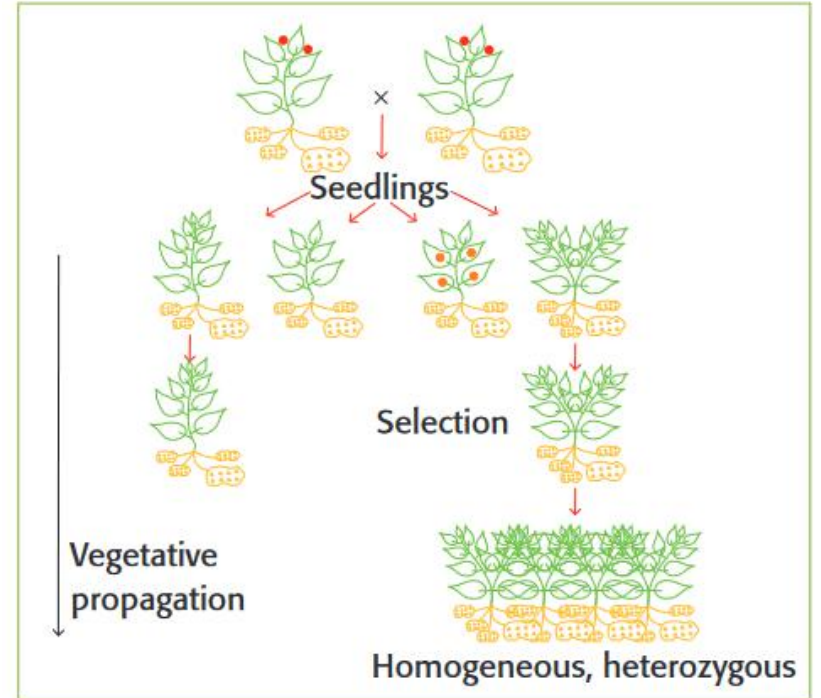 ×
Seedlings
Selection
Vegetative
propagation
Homogeneous, heterozygous